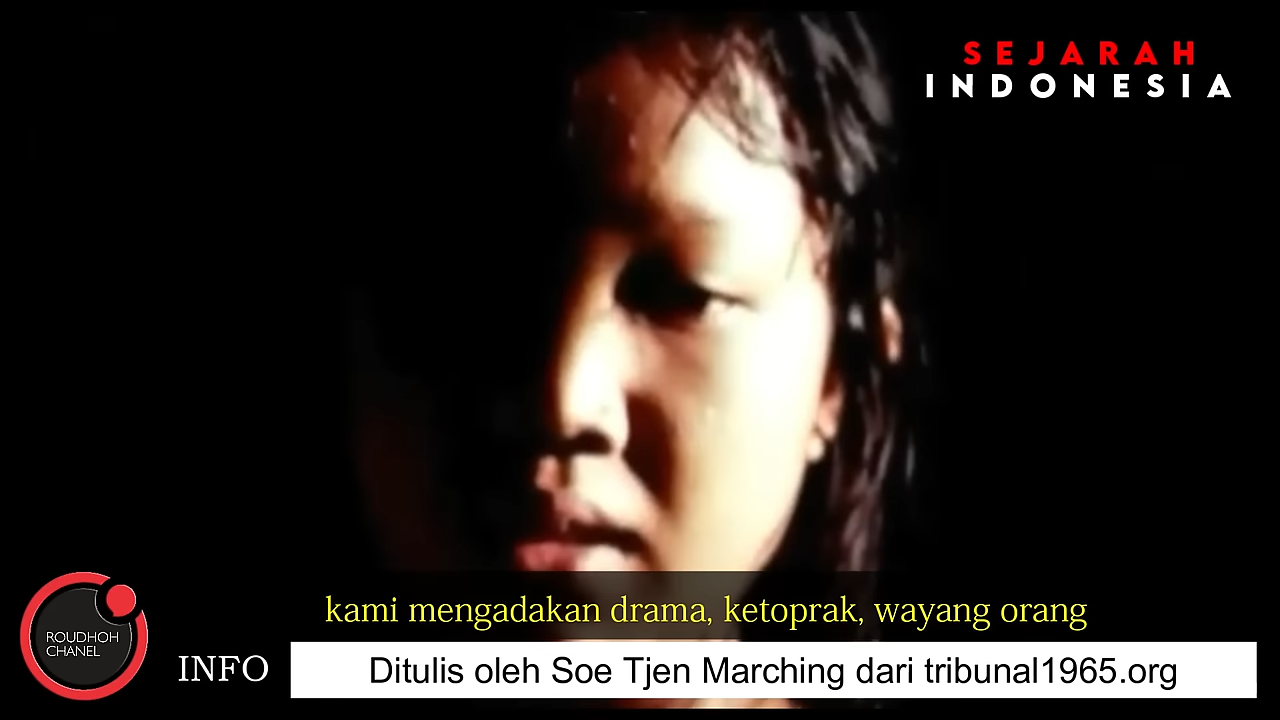 SEJARAH
INDONESIA
kami mengadakan drama, ketoprak, wayang orang
ROUDHOH
CHANEL
INFO
Ditulis oleh Soe Tjen Marching dari tribunal1965.org